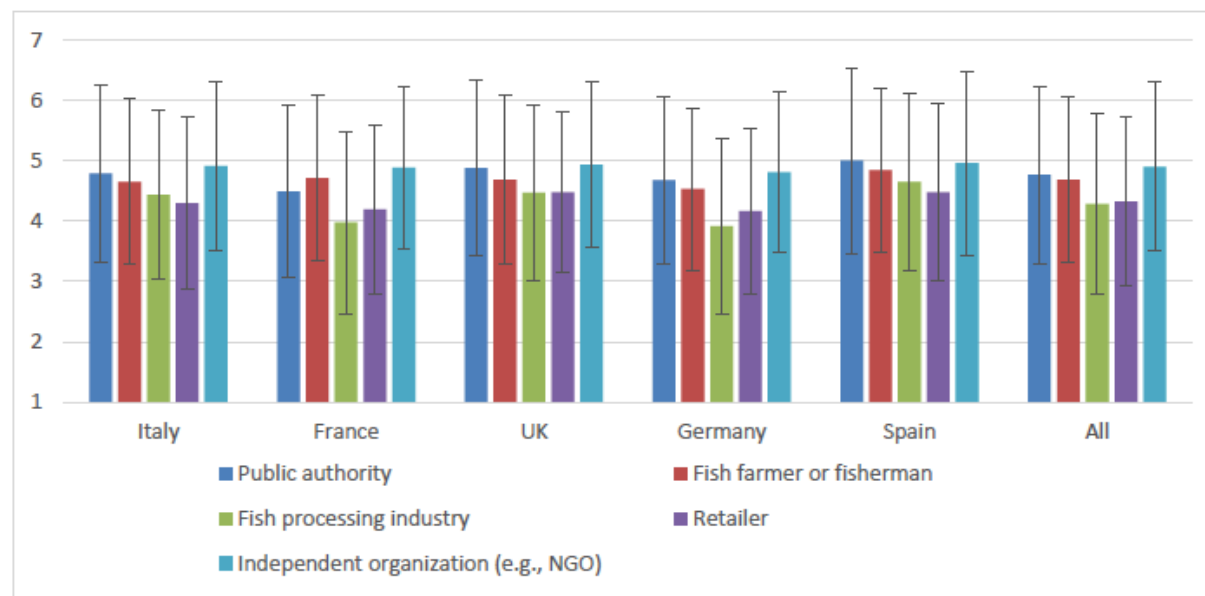 7
6
5
4
3
2
1
Italy France UK Germany Spain All
Public authority Fish farmer or fisherman
Fish processing industry Retailer
Independent organization (e.g., NGO)